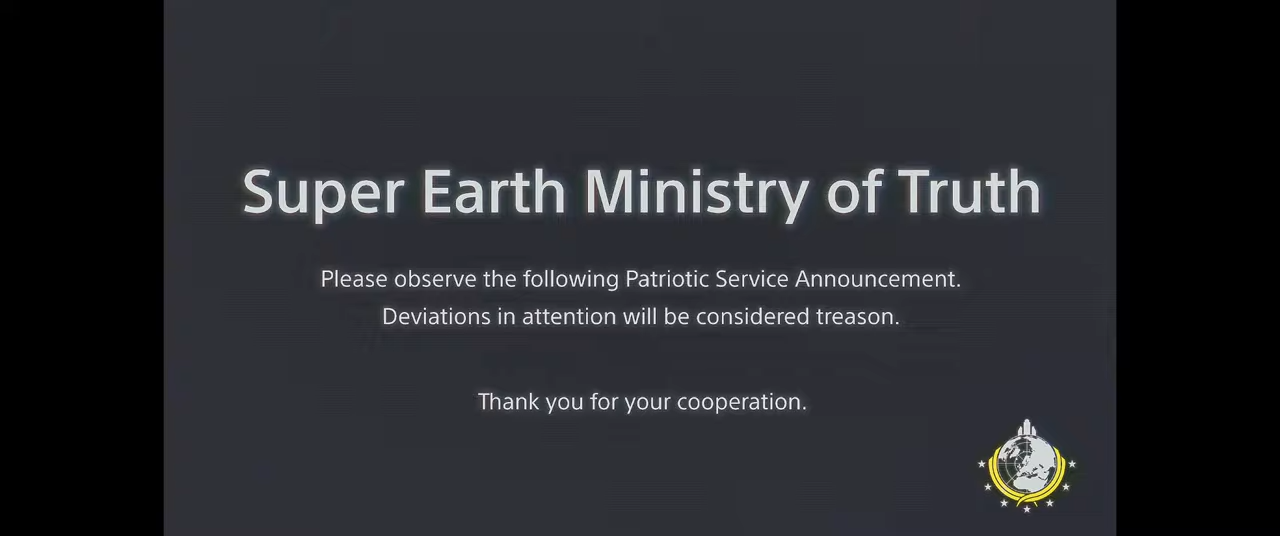 Super Earth Ministry of Truth
Please observe the following Patriotic Service Announcement.
Deviations in attention will be considered treason.
Thank you for your cooperation.